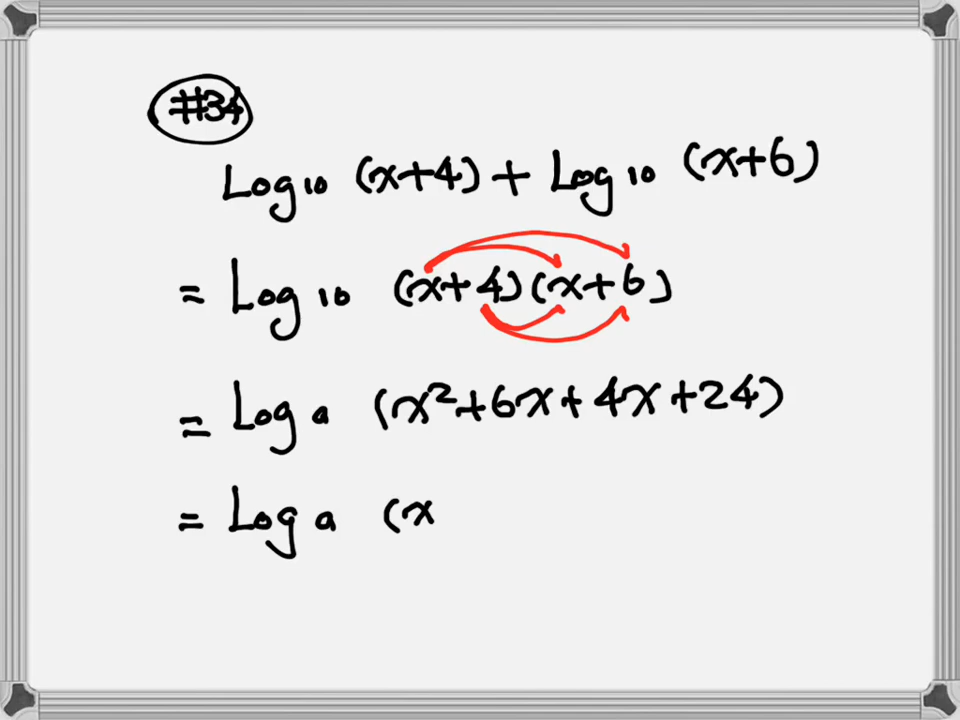 #34
Log10 (x+4) + Log10 (x+6)
= Log10 (x+4)(x+6)
= Log a (x²+6x+4x+24)
= Log a (x